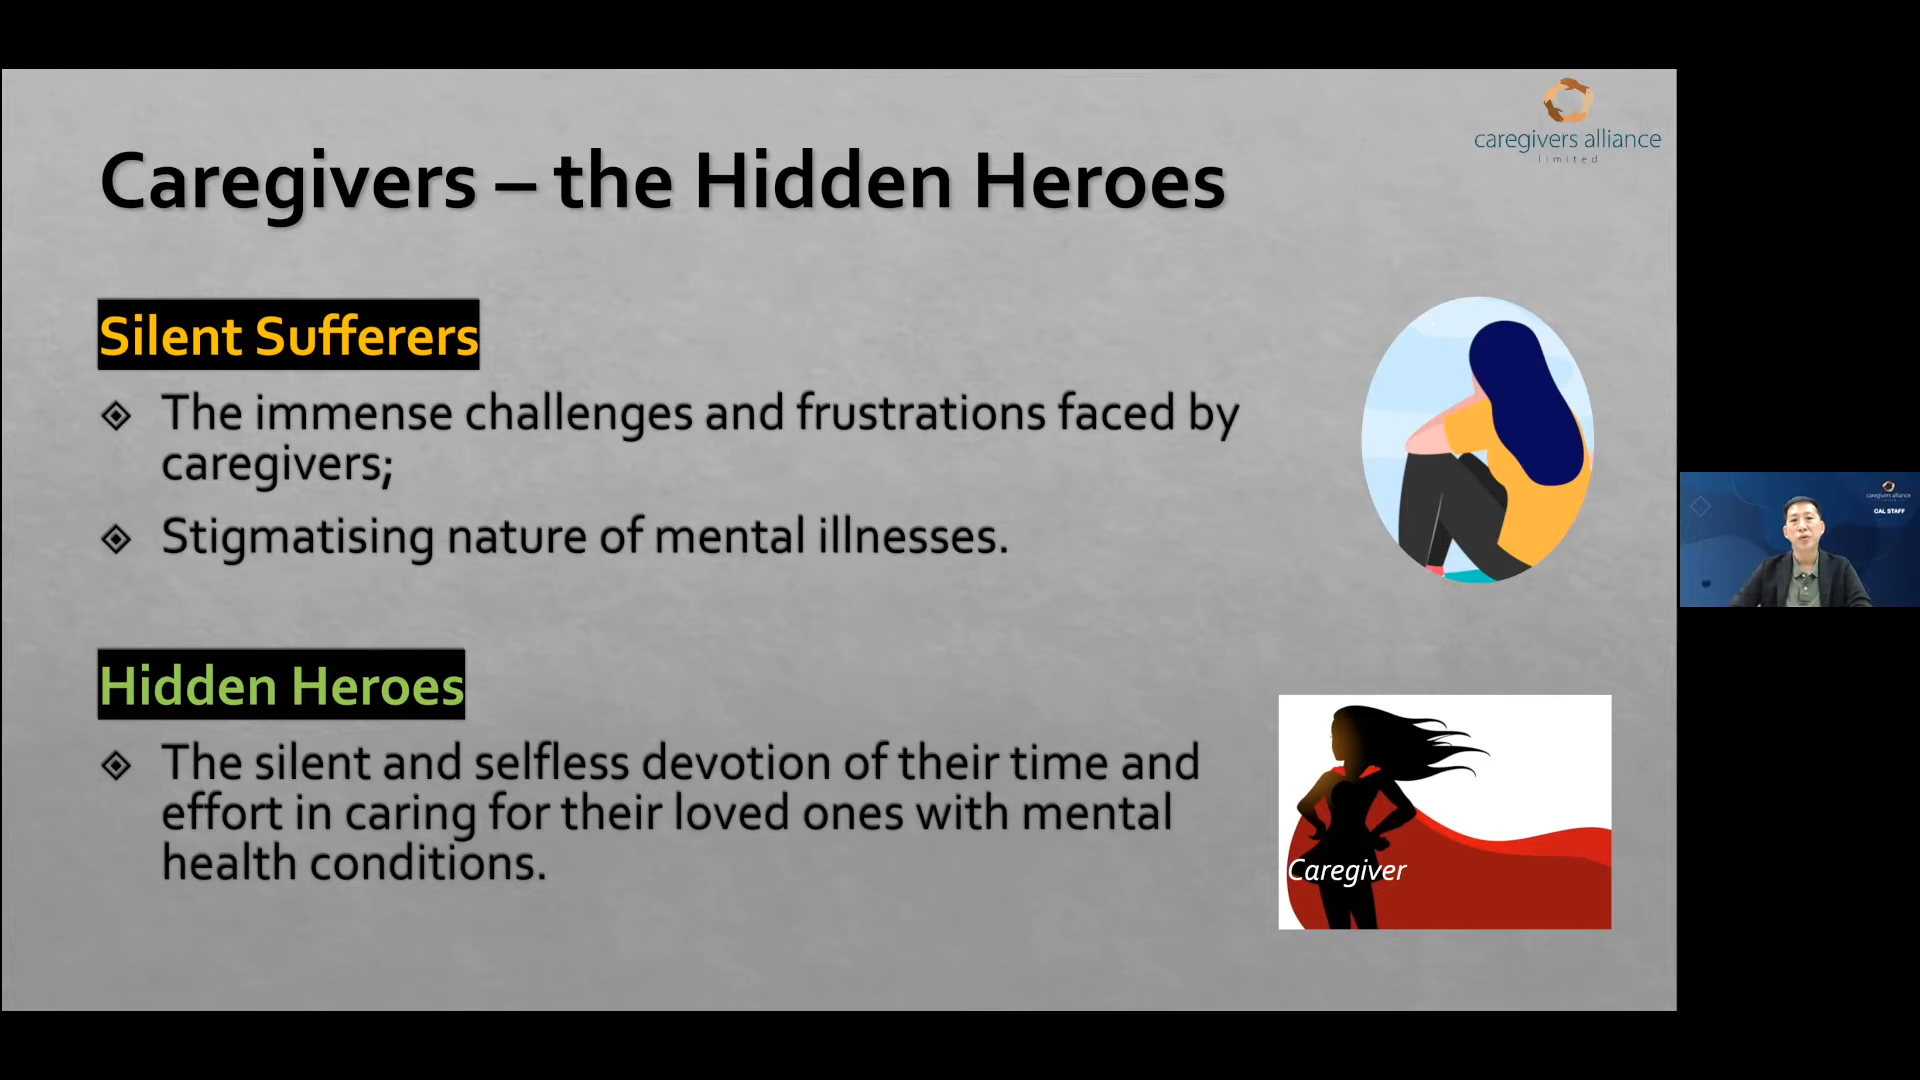 caregivers alliance
limited
Caregivers – the Hidden Heroes
Silent Sufferers
The immense challenges and frustrations faced by
caregivers;
Stigmatising nature of mental illnesses.
Hidden Heroes
The silent and selfless devotion of their time and
effort in caring for their loved ones with mental
health conditions.
Caregiver
caregivers alliance
CAL STAFF